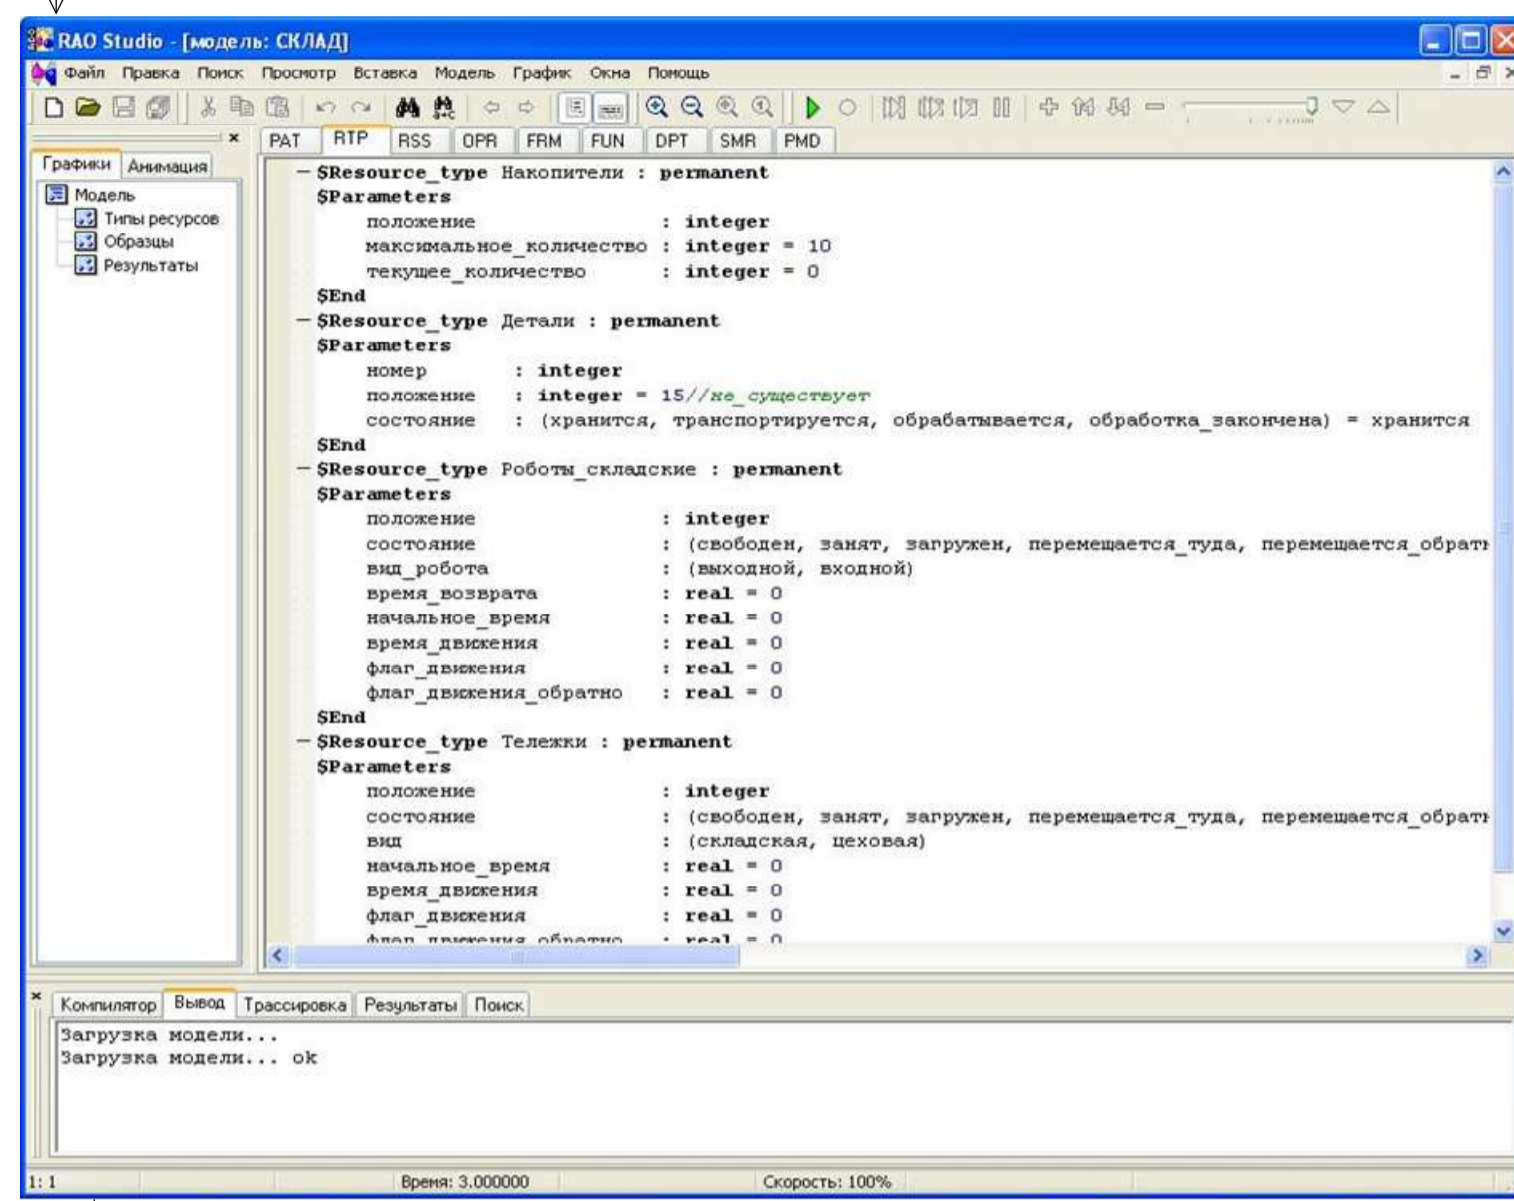 RAO Studio - [модель: СКЛАД]
Файл Правка Поиск Просмотр Вставка Модель График Окна Помощь
PAT RTP RSS OPR FRM FUN DPT SMR PMD
Графики Анимация
Модель
Типы ресурсов
Образцы
Результаты
$Resource_type Накопители : permanent
$Parameters
положение : integer
максимальное_количество : integer = 10
текущее_количество : integer = 0
$End
$Resource_type Детали : permanent
$Parameters
номер : integer
положение : integer = 15//не_существует
состояние : (хранится, транспортируется, обрабатывается, обработка_закончена) = хранится
$End
$Resource_type Роботы_складские : permanent
$Parameters
положение : integer
состояние : (свободен, занят, загружен, перемещается_туда, перемещается_обратн
вид_робота : (выходной, входной)
время_возврата : real = 0
начальное_время : real = 0
время_движения : real = 0
флаг_движения : real = 0
флаг_движения_обратно : real = 0
$End
$Resource_type Тележки : permanent
$Parameters
положение : integer
состояние : (свободен, занят, загружен, перемещается_туда, перемещается_обратн
вид : (складская, цеховая)
начальное_время : real = 0
время_движения : real = 0
флаг_движения : real = 0
флаг_движения_обратно : real = 0
Компилятор Вывод Трассировка Результаты Поиск
Загрузка модели...
Загрузка модели... ok
1: 1 Время: 3.000000 Скорость: 100%